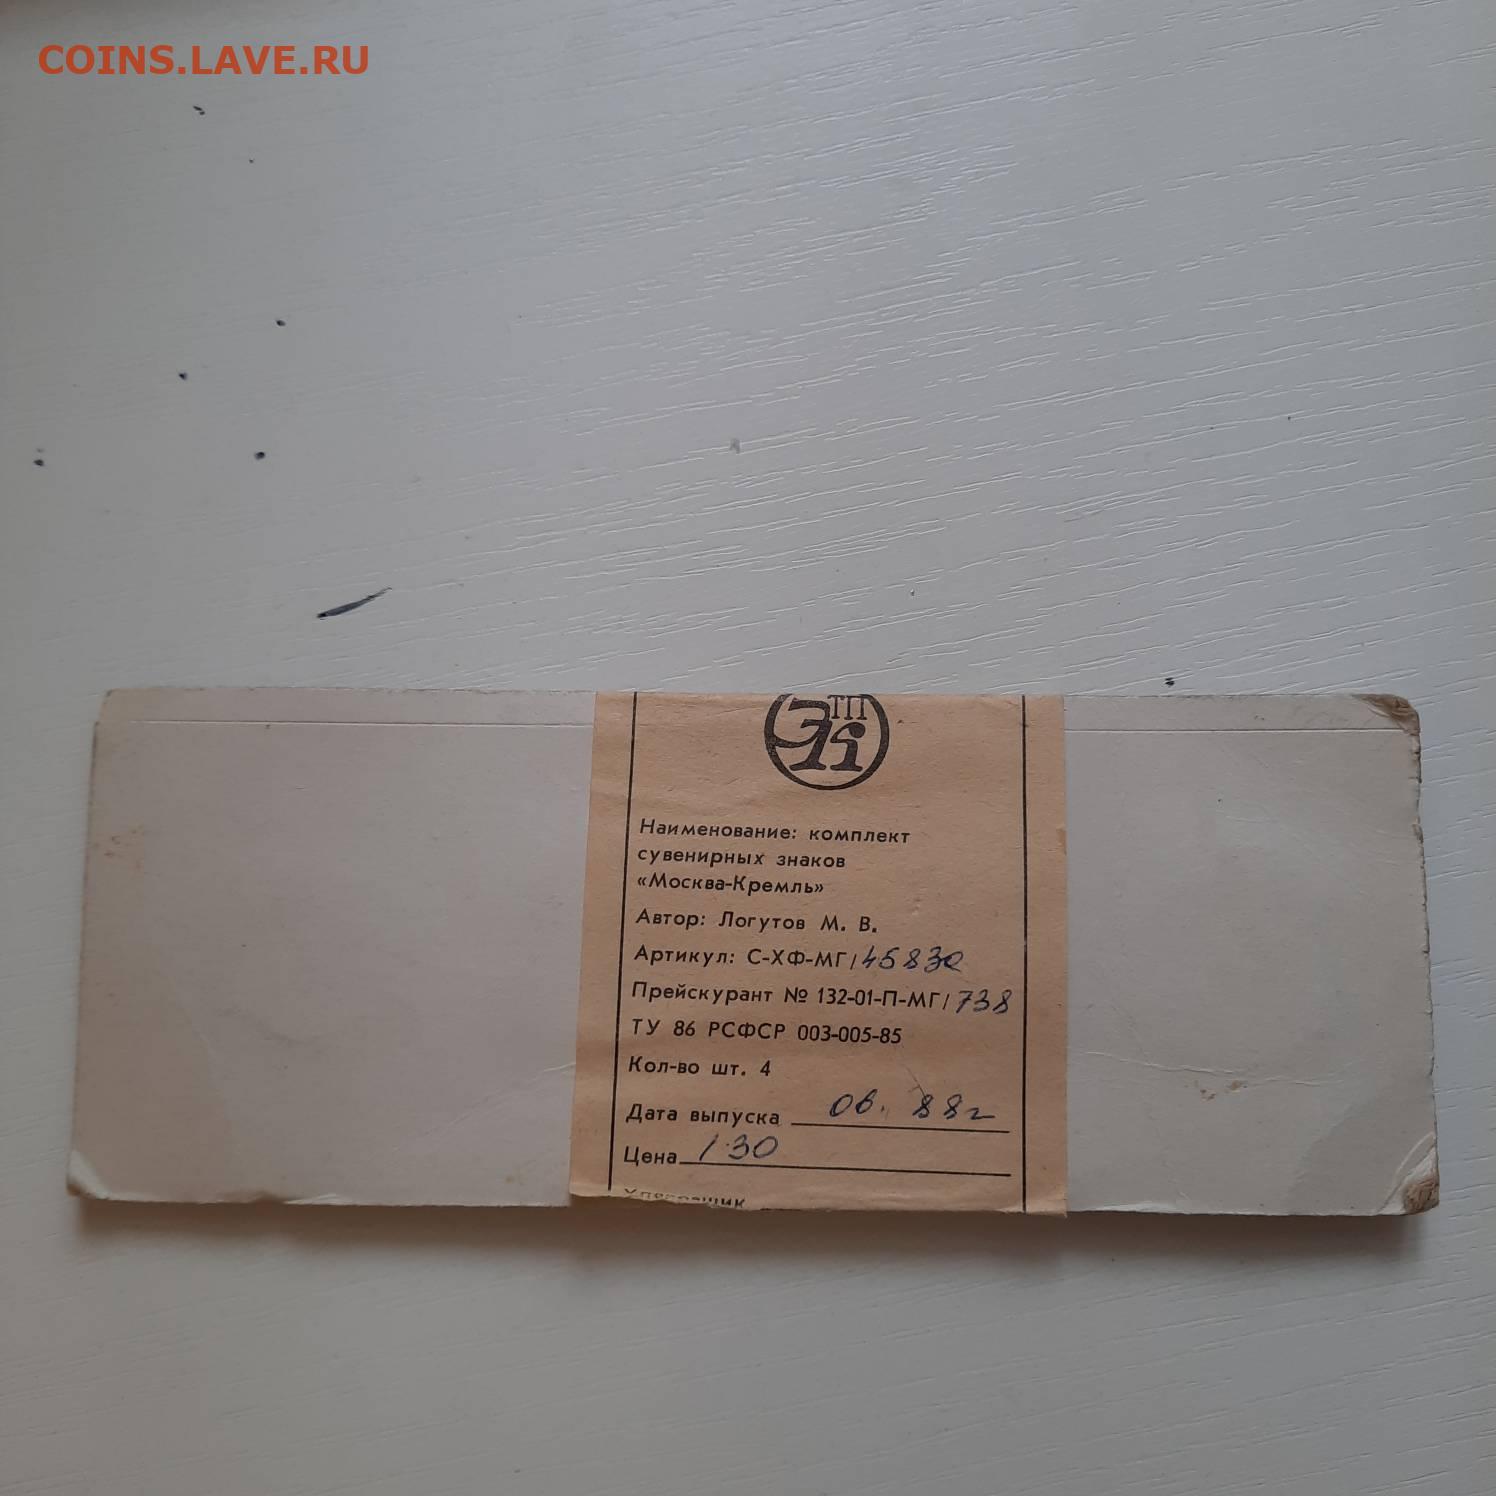 COINS.LAVE.RU
ЭТПК
Наименование: комплект
сувенирных знаков
«Москва-Кремль»
Автор: Логутов М. В.
Артикул: С-ХФ-МГ/45830
Прейскурант № 132-01-П-МГ/738
ТУ 86 РСФСР 003-005-85
Кол-во шт. 4
Дата выпуска 06. 88г
Цена 1-30